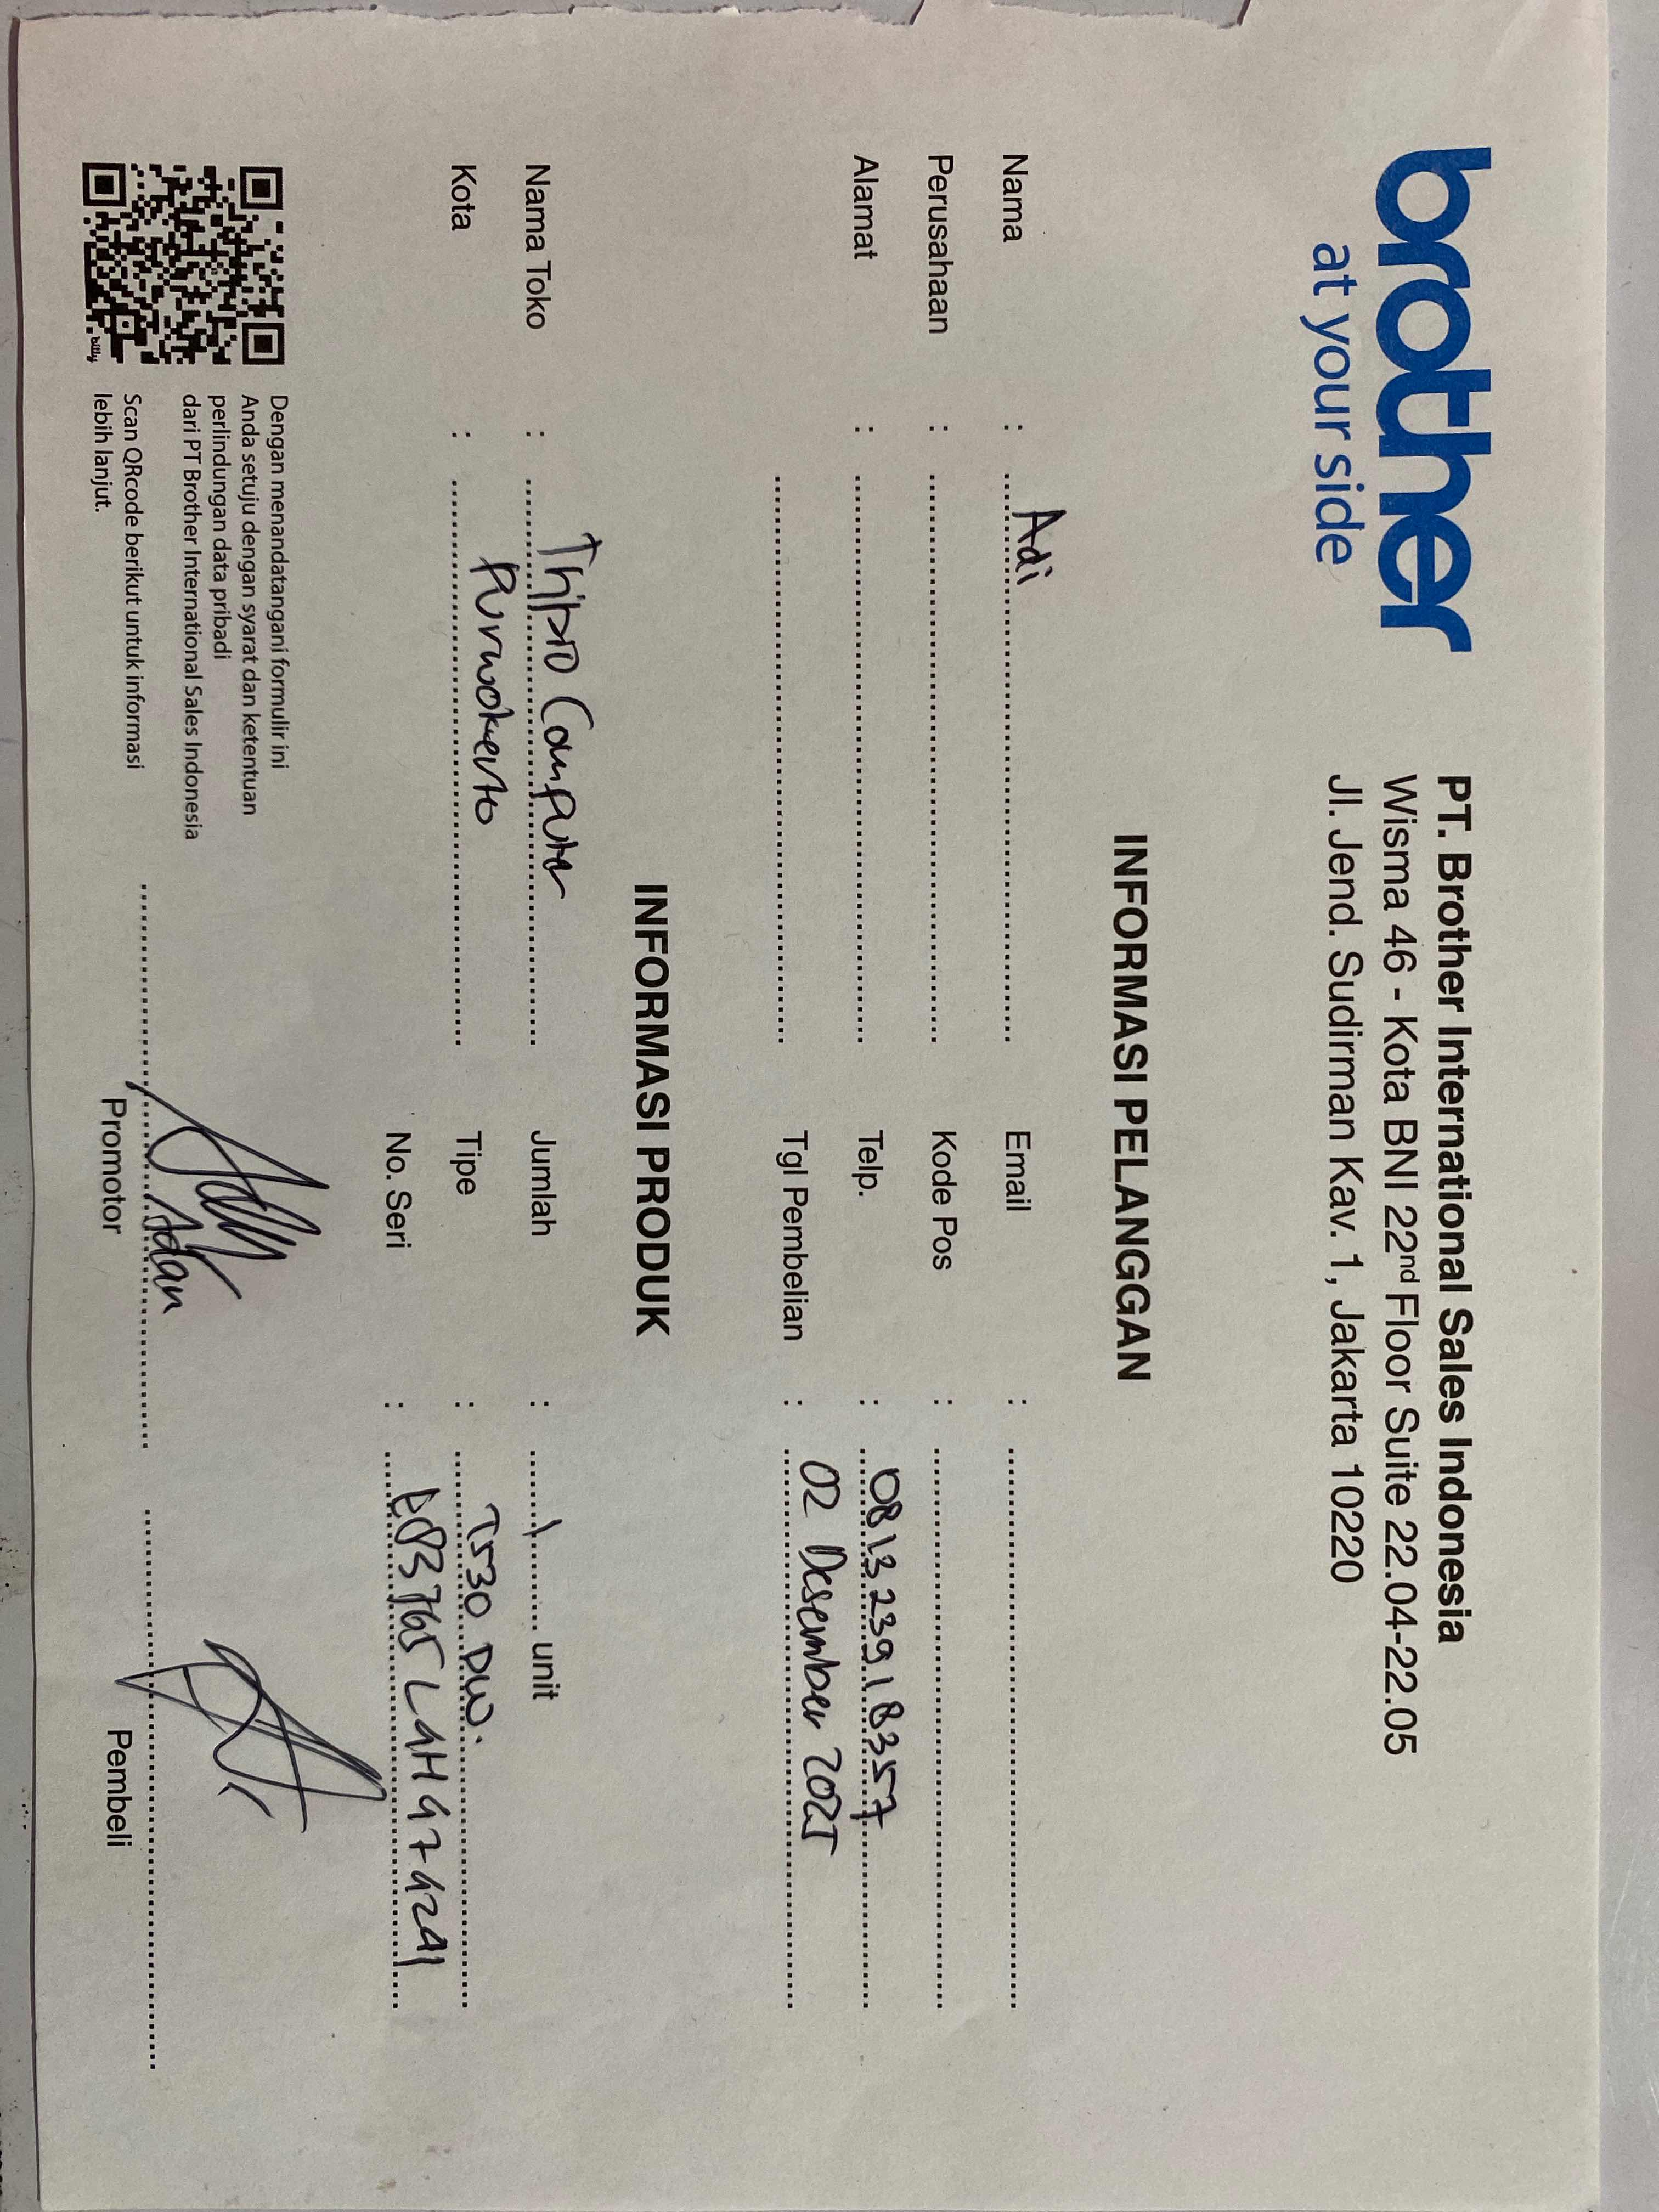 brother
at your side
PT. Brother International Sales Indonesia
Wisma 46 - Kota BNI 22nd Floor Suite 22.04-22.05
Jl. Jend. Sudirman Kav. 1, Jakarta 10220
INFORMASI PELANGGAN
Nama : Adi Email :
Perusahaan : Kode Pos :
Alamat : Telp. : 081323918357
Tgl Pembelian : 02 Desember 2025
INFORMASI PRODUK
Nama Toko : Computer Jumlah : 1 unit
Kota : Purwokerto Tipe : T530 DW.
No. Seri :
Dengan menandatangani formulir ini
Anda setuju dengan syarat dan ketentuan
perlindungan data pribadi
dari PT Brother International Sales Indonesia
Scan QRcode berikut untuk informasi
lebih lanjut.
bitly
Adan
Promotor Pembeli